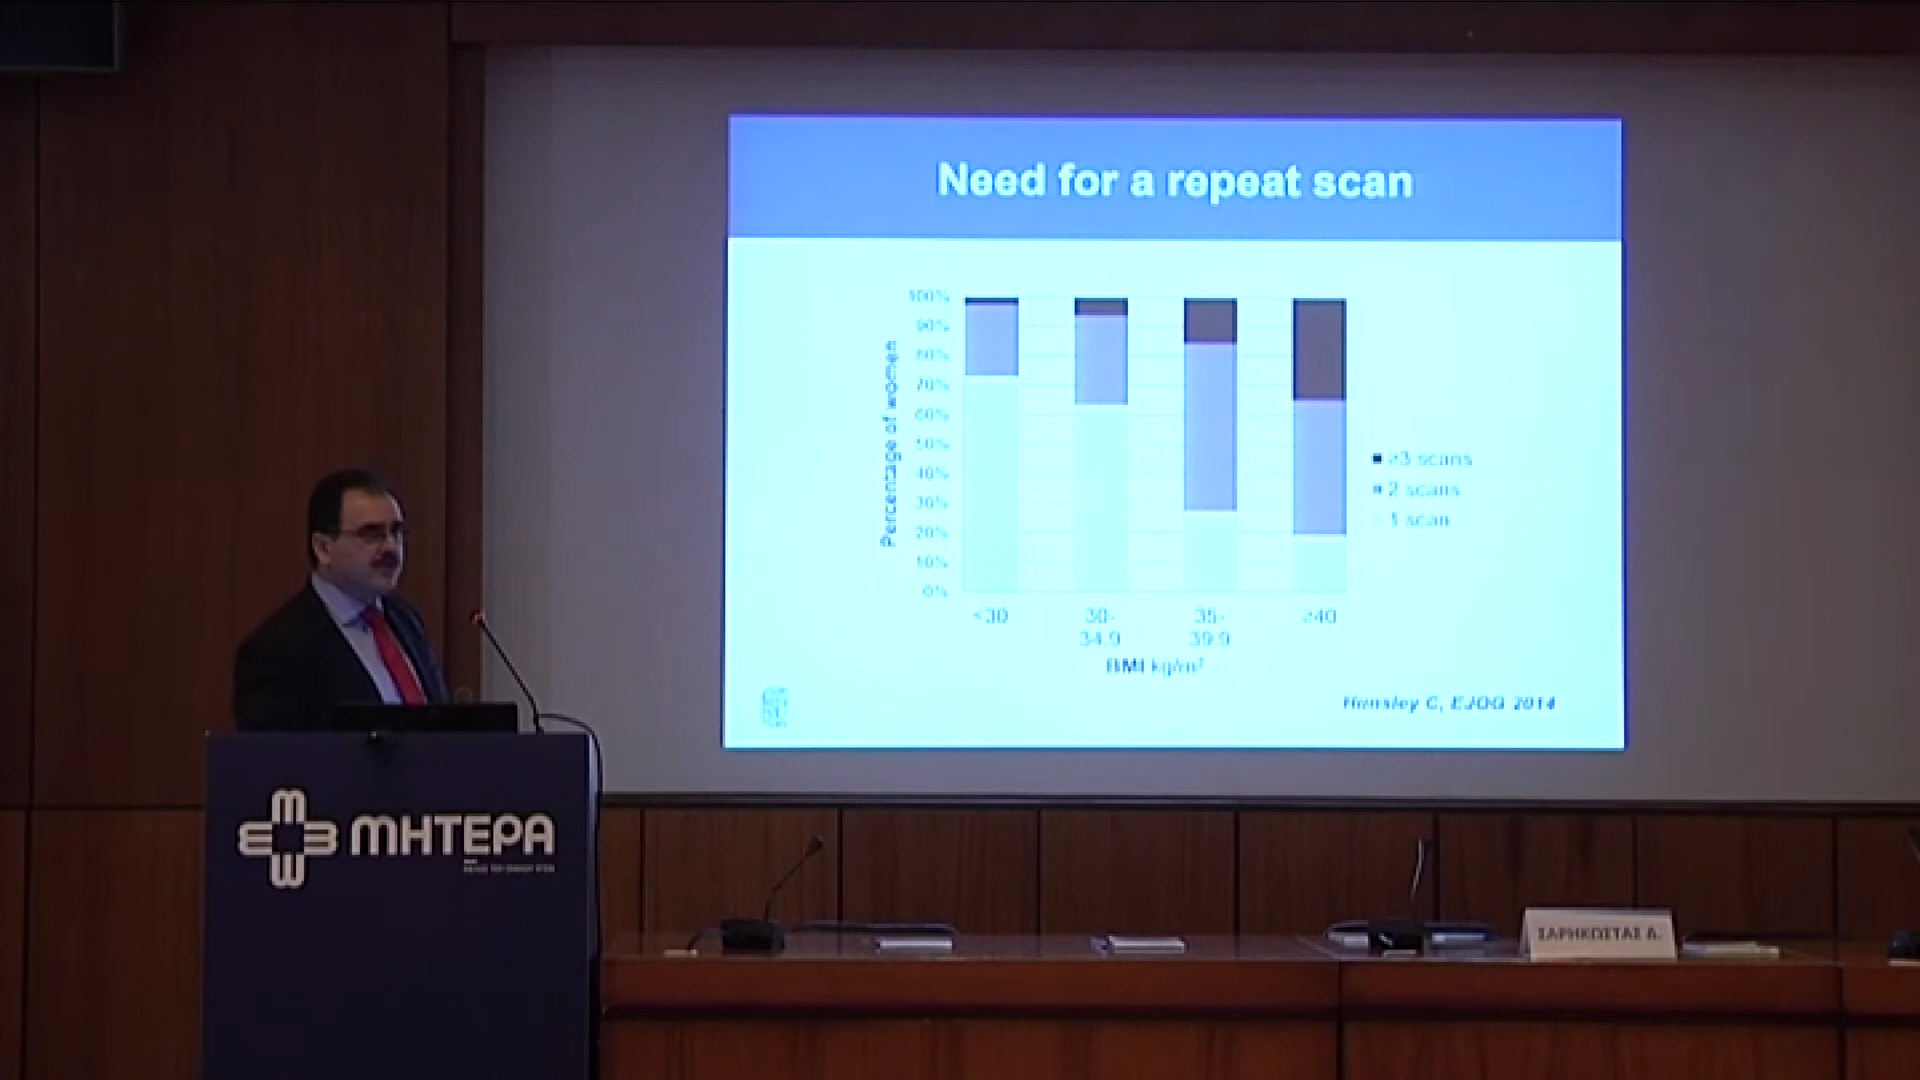 Need for a repeat scan
Percentage of women
100%
90%
80%
70%
60%
50%
40%
30%
20%
10%
0%
<30
30-
34.9
35-
39.9
≥40
BMI kg/m²
≥3 scans
2 scans
1 scan
Hunsley C, EJOG 2014
ΜΗΤΕΡΑ
ΣΑΡΗΚΩΣΤΑΣ Δ.